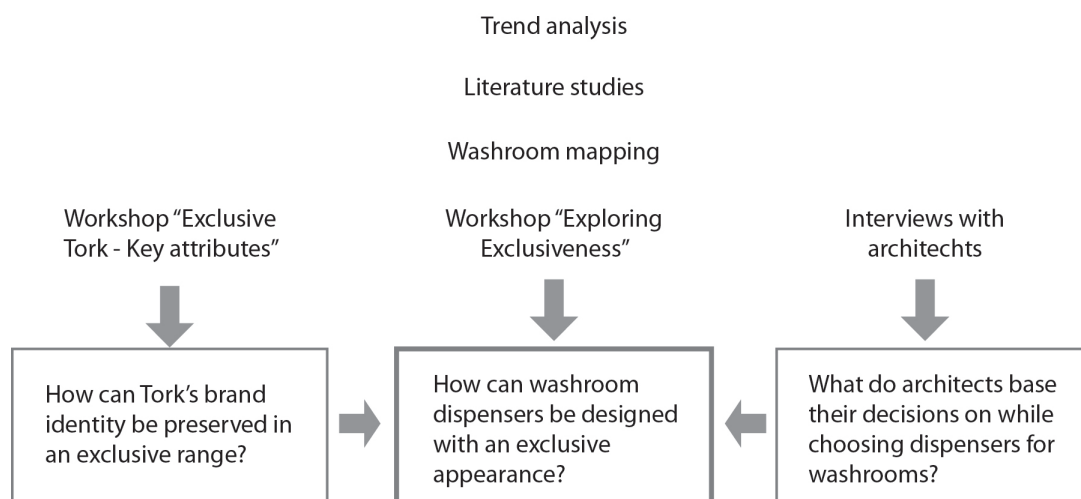 Trend analysis
Literature studies
Washroom mapping
Workshop “Exclusive
Tork - Key attributes”
Workshop “Exploring
Exclusiveness”
Interviews with
architechts
How can Tork’s brand
identity be preserved in
an exclusive range?
How can washroom
dispensers be designed
with an exclusive
appearance?
What do architects base
their decisions on while
choosing dispensers for
washrooms?